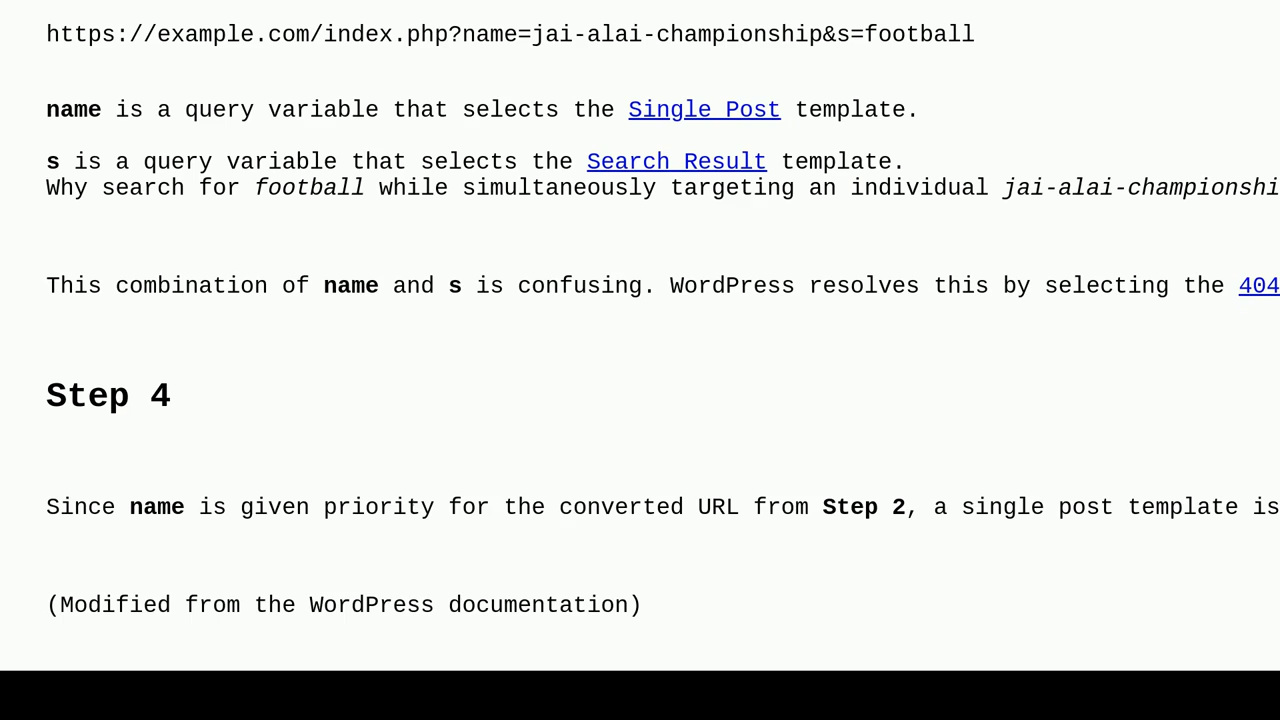 https://example.com/index.php?name=jai-alai-championship&s=football
name is a query variable that selects the Single Post template.
s is a query variable that selects the Search Result template.
Why search for football while simultaneously targeting an individual jai-alai-championshi
This combination of name and s is confusing. WordPress resolves this by selecting the 404
Step 4
Since name is given priority for the converted URL from Step 2, a single post template is
(Modified from the WordPress documentation)